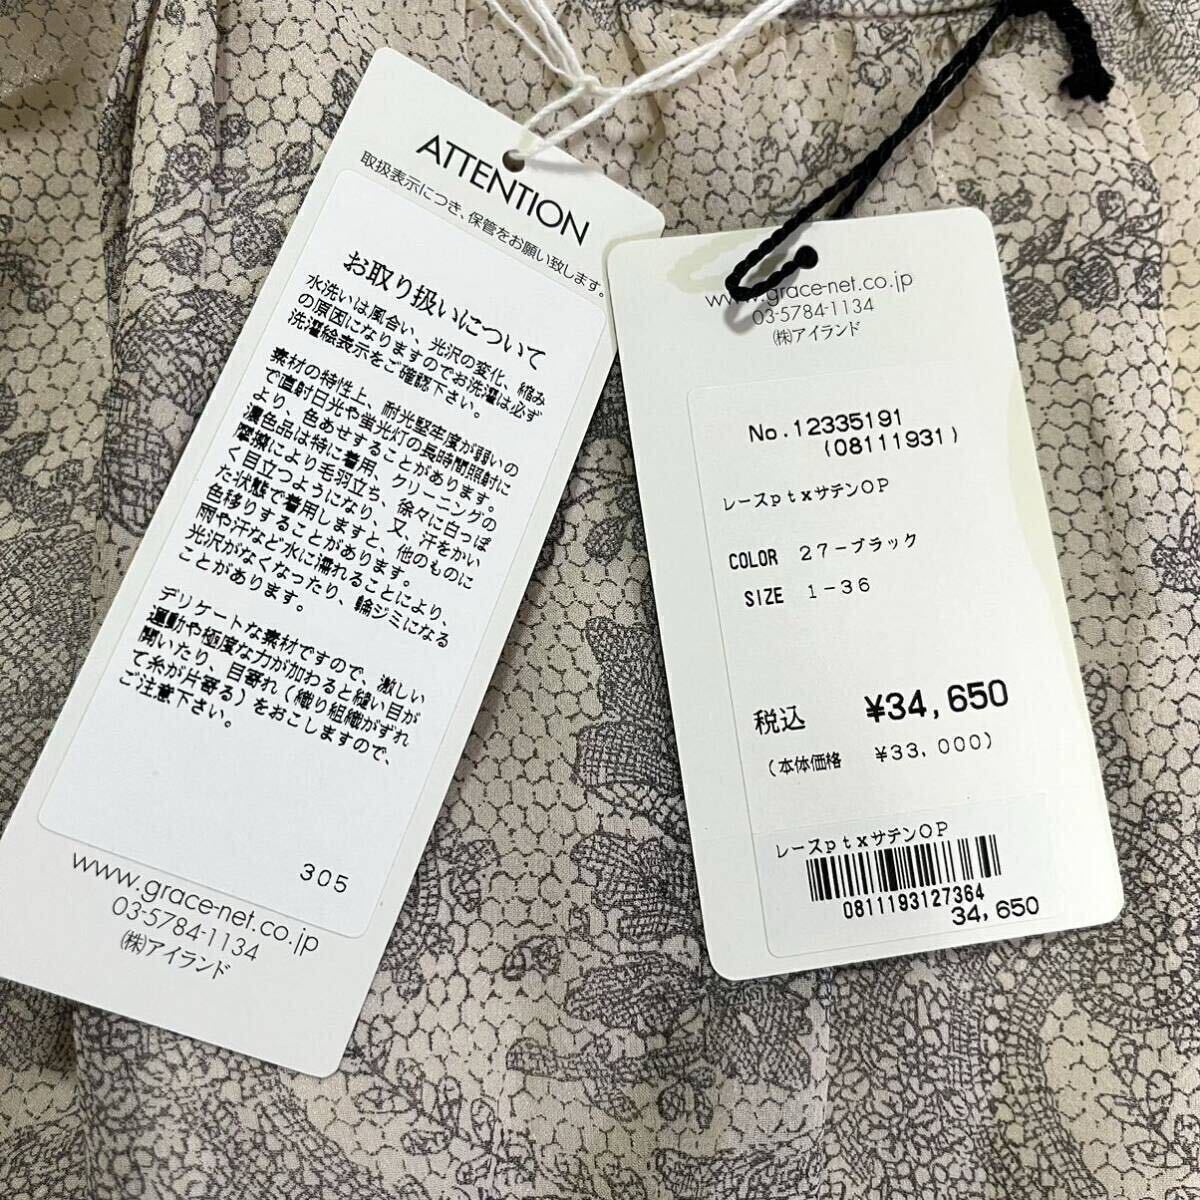 ATTENTION
取扱表示につき、保管をお願い致します。
お取り扱いについて
水洗いは風合い、光沢の変化、縮み
の原因になりますのでお洗濯は必ず
洗濯絵表示をご確認下さい。
素材の特性上、耐光堅牢度が弱いの
で直射日光や蛍光灯の長時間照射に
より、色あせすることがあります。
濃色品は特に着用、クリーニングの
摩擦により毛羽立ち、徐々に白っぽ
く目立つようになり、又、汗をかい
た状態で着用しますと、他のものに
色移りすることがあります。
雨や汗など水に濡れることにより、
光沢がなくなったり、輪ジミになる
ことがあります。
デリケートな素材ですので、激しい
運動や極度な力が加わると縫い目が
開いたり、目寄れ(織り組織がずれ
て糸が片寄る)をおこしますので、
ご注意下さい。
305
www.grace-net.co.jp
03-5784-1134
㈱アイランド
www.grace-net.co.jp
03-5784-1134
㈱アイランド
No.12335191
(08111931)
レースptxサテンOP
COLOR 27-ブラック
SIZE 1-36
税込 ¥34,650
(本体価格 ¥33,000)
レースptxサテンOP
0811193127364
34,650